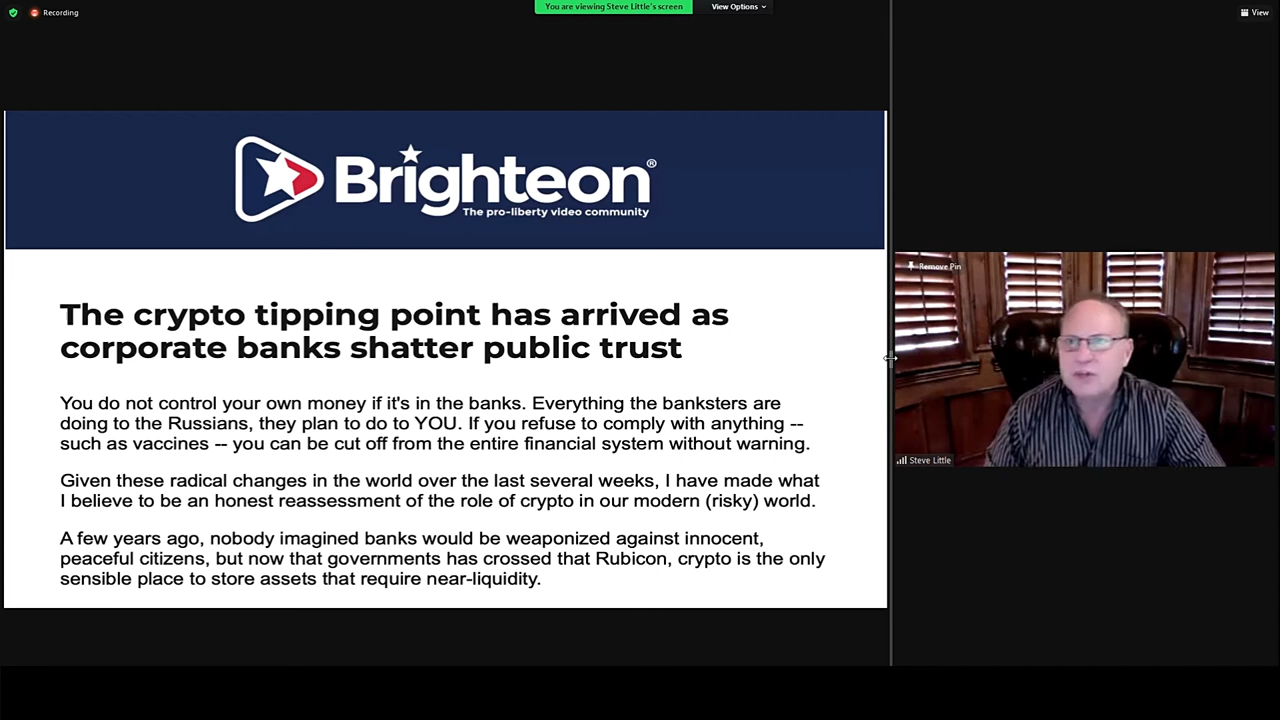 Recording
You are viewing Steve Little's screen
View Options
View
Brighteon®
The pro-liberty video community
The crypto tipping point has arrived as
corporate banks shatter public trust
You do not control your own money if it's in the banks. Everything the banksters are
doing to the Russians, they plan to do to YOU. If you refuse to comply with anything --
such as vaccines -- you can be cut off from the entire financial system without warning.
Given these radical changes in the world over the last several weeks, I have made what
I believe to be an honest reassessment of the role of crypto in our modern (risky) world.
A few years ago, nobody imagined banks would be weaponized against innocent,
peaceful citizens, but now that governments has crossed that Rubicon, crypto is the only
sensible place to store assets that require near-liquidity.
Remove Pin
Steve Little